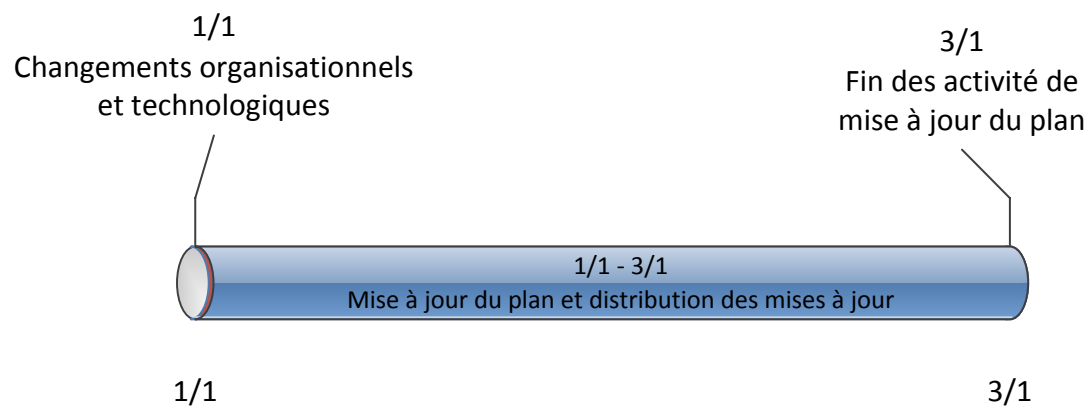 1/1
Changements organisationnels
et technologiques
3/1
Fin des activité de
mise à jour du plan
1/1 - 3/1
Mise à jour du plan et distribution des mises à jour
1/1
3/1